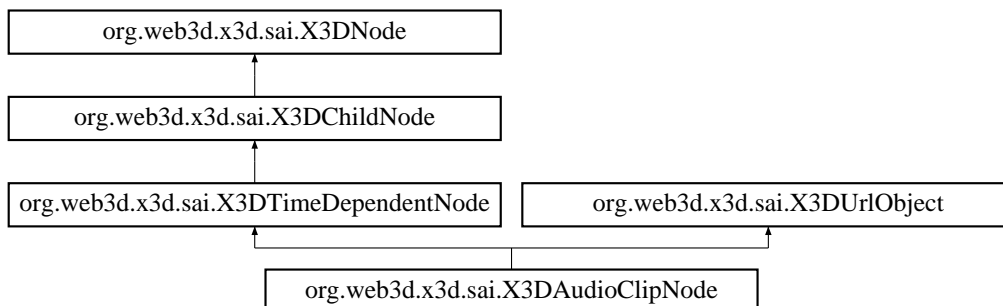 org.web3d.x3d.sai.X3DNode
org.web3d.x3d.sai.X3DChildNode
org.web3d.x3d.sai.X3DTimeDependentNode
org.web3d.x3d.sai.X3DUrlObject
org.web3d.x3d.sai.X3DAudioClipNode